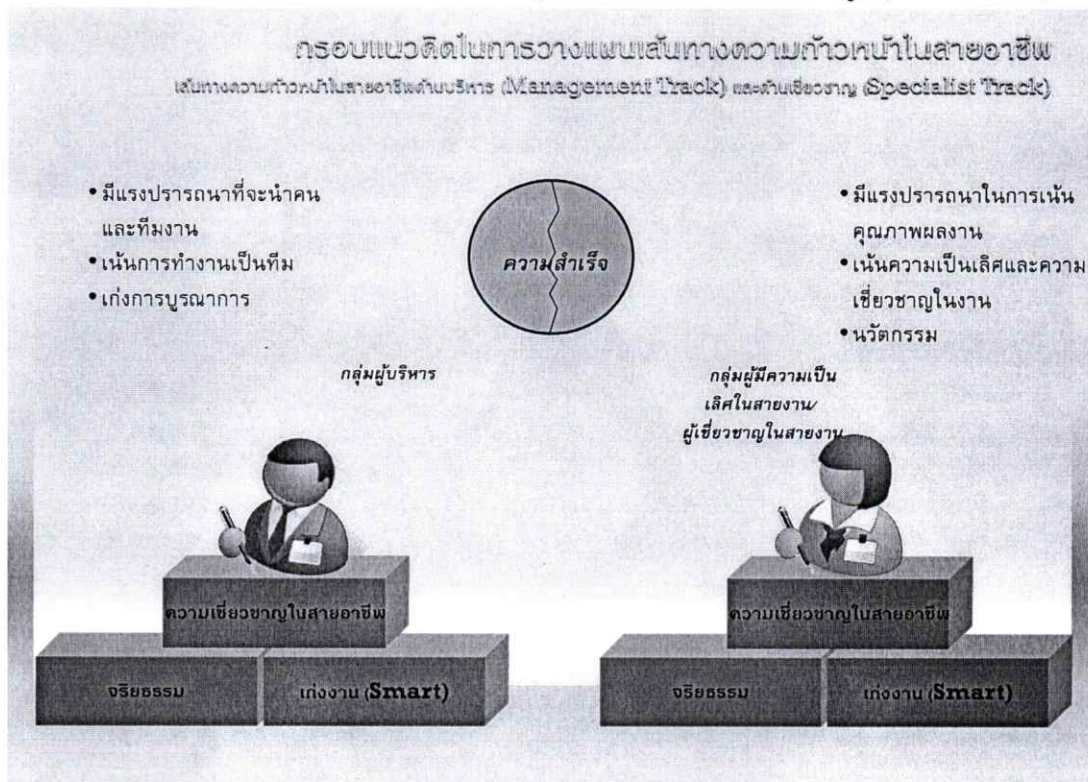 กรอบแนวคิดในการวางแผนเส้นทางความก้าวหน้าในสายอาชีพ
เส้นทางความก้าวหน้าในสายอาชีพด้านบริหาร (Management Track) และด้านเชี่ยวชาญ (Specialist Track)
• มีแรงปรารถนาที่จะนำคน
และทีมงาน
• เน้นการทำงานเป็นทีม
• เก่งการบูรณาการ
ความสำเร็จ
• มีแรงปรารถนาในการเน้น
คุณภาพผลงาน
• เน้นความเป็นเลิศและความ
เชี่ยวชาญในงาน
• นวัตกรรม
กลุ่มผู้บริหาร
กลุ่มผู้มีความเป็น
เลิศในสายงาน/
ผู้เชี่ยวชาญในสายงาน
ความเชี่ยวชาญในสายอาชีพ
จริยธรรม
เก่งงาน (Smart)
ความเชี่ยวชาญในสายอาชีพ
จริยธรรม
เก่งงาน (Smart)